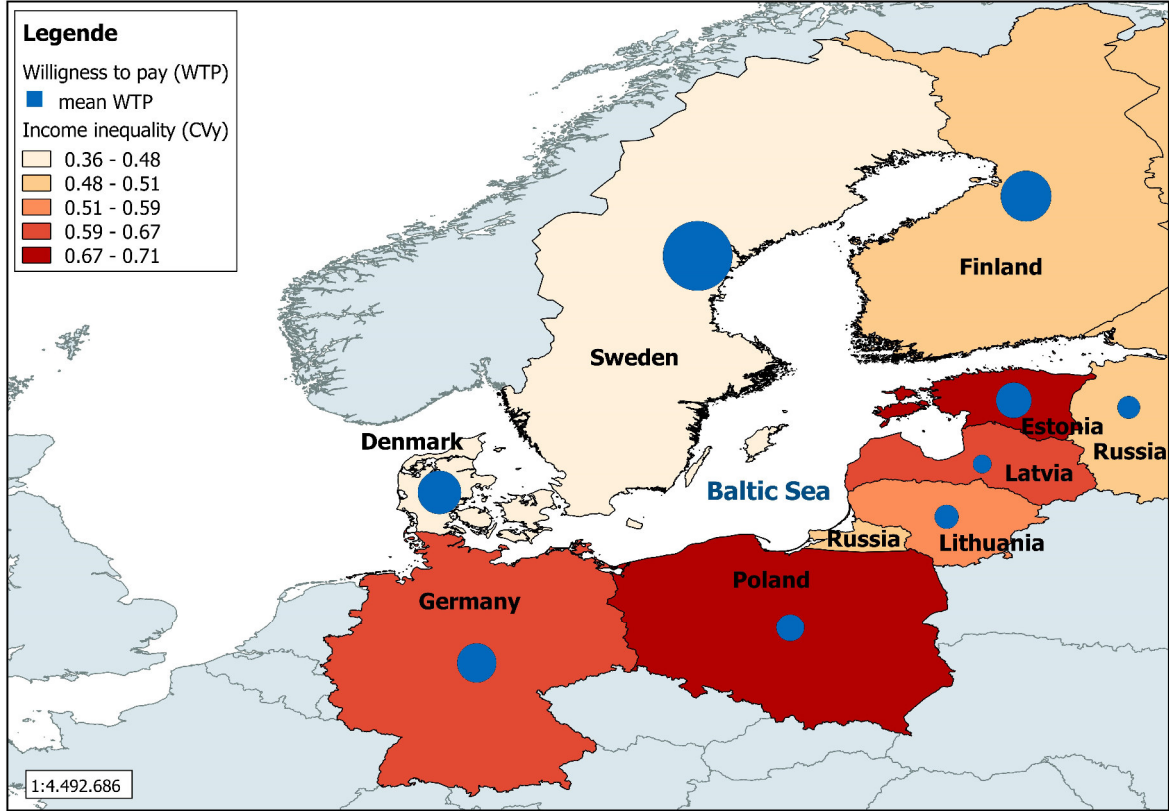 Legende
Willigness to pay (WTP)
mean WTP
Income inequality (CVy)
0.36 - 0.48
0.48 - 0.51
0.51 - 0.59
0.59 - 0.67
0.67 - 0.71
Finland
Sweden
Denmark
Estonia
Russia
Latvia
Baltic Sea
Russia
Lithuania
Poland
Germany
1:4.492.686